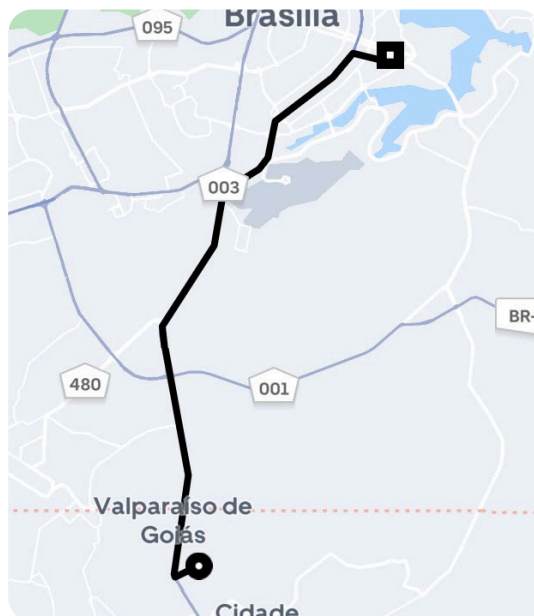 Brasília
095
003
BR-
480
001
Valparaíso de
Goiás
Cidade